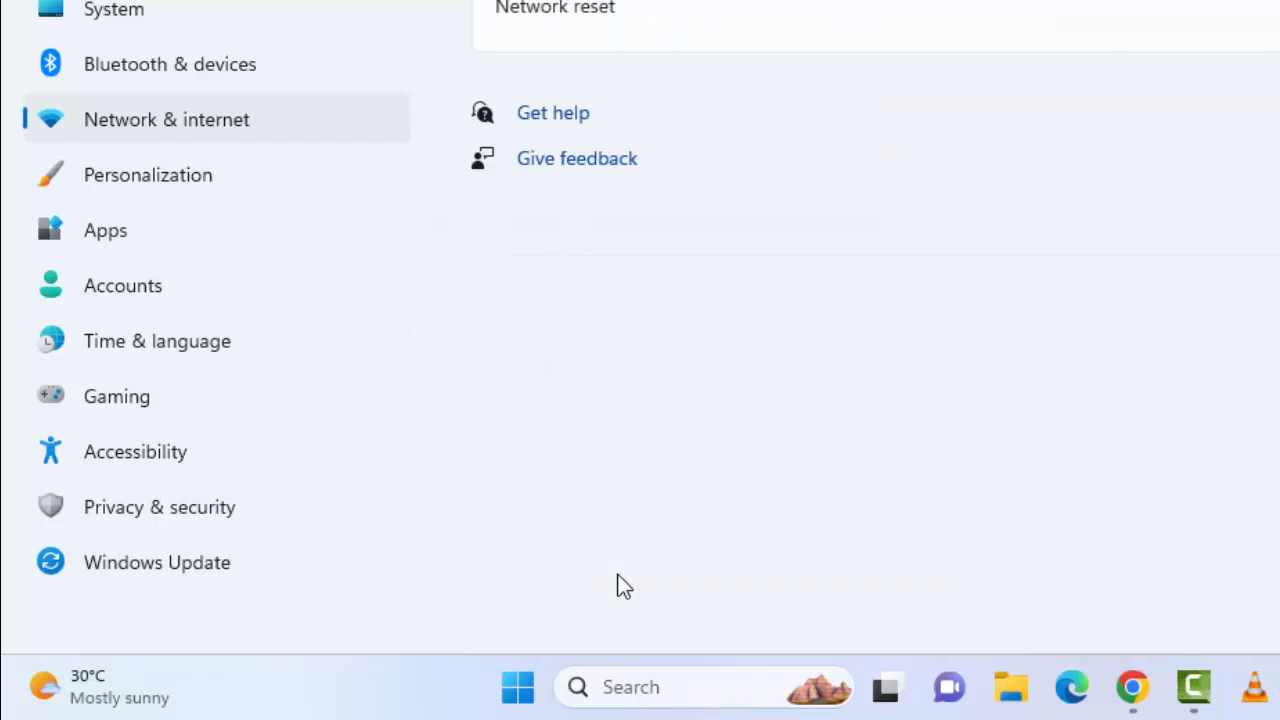 System
Bluetooth & devices
Network & internet
Personalization
Apps
Accounts
Time & language
Gaming
Accessibility
Privacy & security
Windows Update
Network reset
Get help
Give feedback
30°C
Mostly sunny
Search